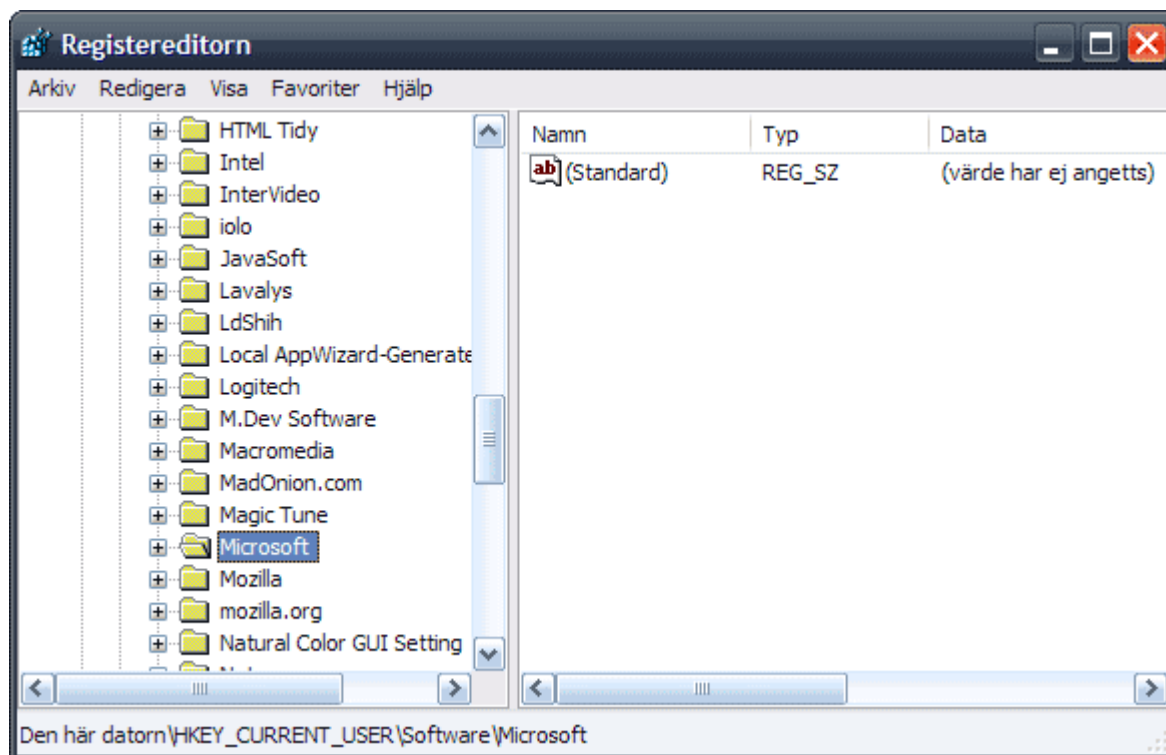 Registereditorn
Arkiv Redigera Visa Favoriter Hjälp
HTML Tidy
Intel
InterVideo
iolo
JavaSoft
Lavalys
LdShih
Local AppWizard-Generate
Logitech
M.Dev Software
Macromedia
MadOnion.com
Magic Tune
Microsoft
Mozilla
mozilla.org
Natural Color GUI Setting
Namn Typ Data
ab (Standard) REG_SZ (värde har ej angetts)
Den här datorn\HKEY_CURRENT_USER\Software\Microsoft